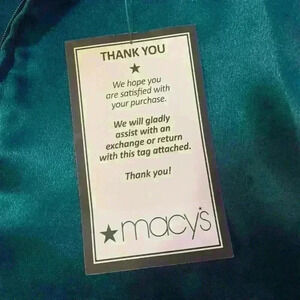 THANK YOU
★
We hope you
are satisfied with
your purchase.
We will gladly
assist with an
exchange or return
with this tag attached.
Thank you!
★macy's